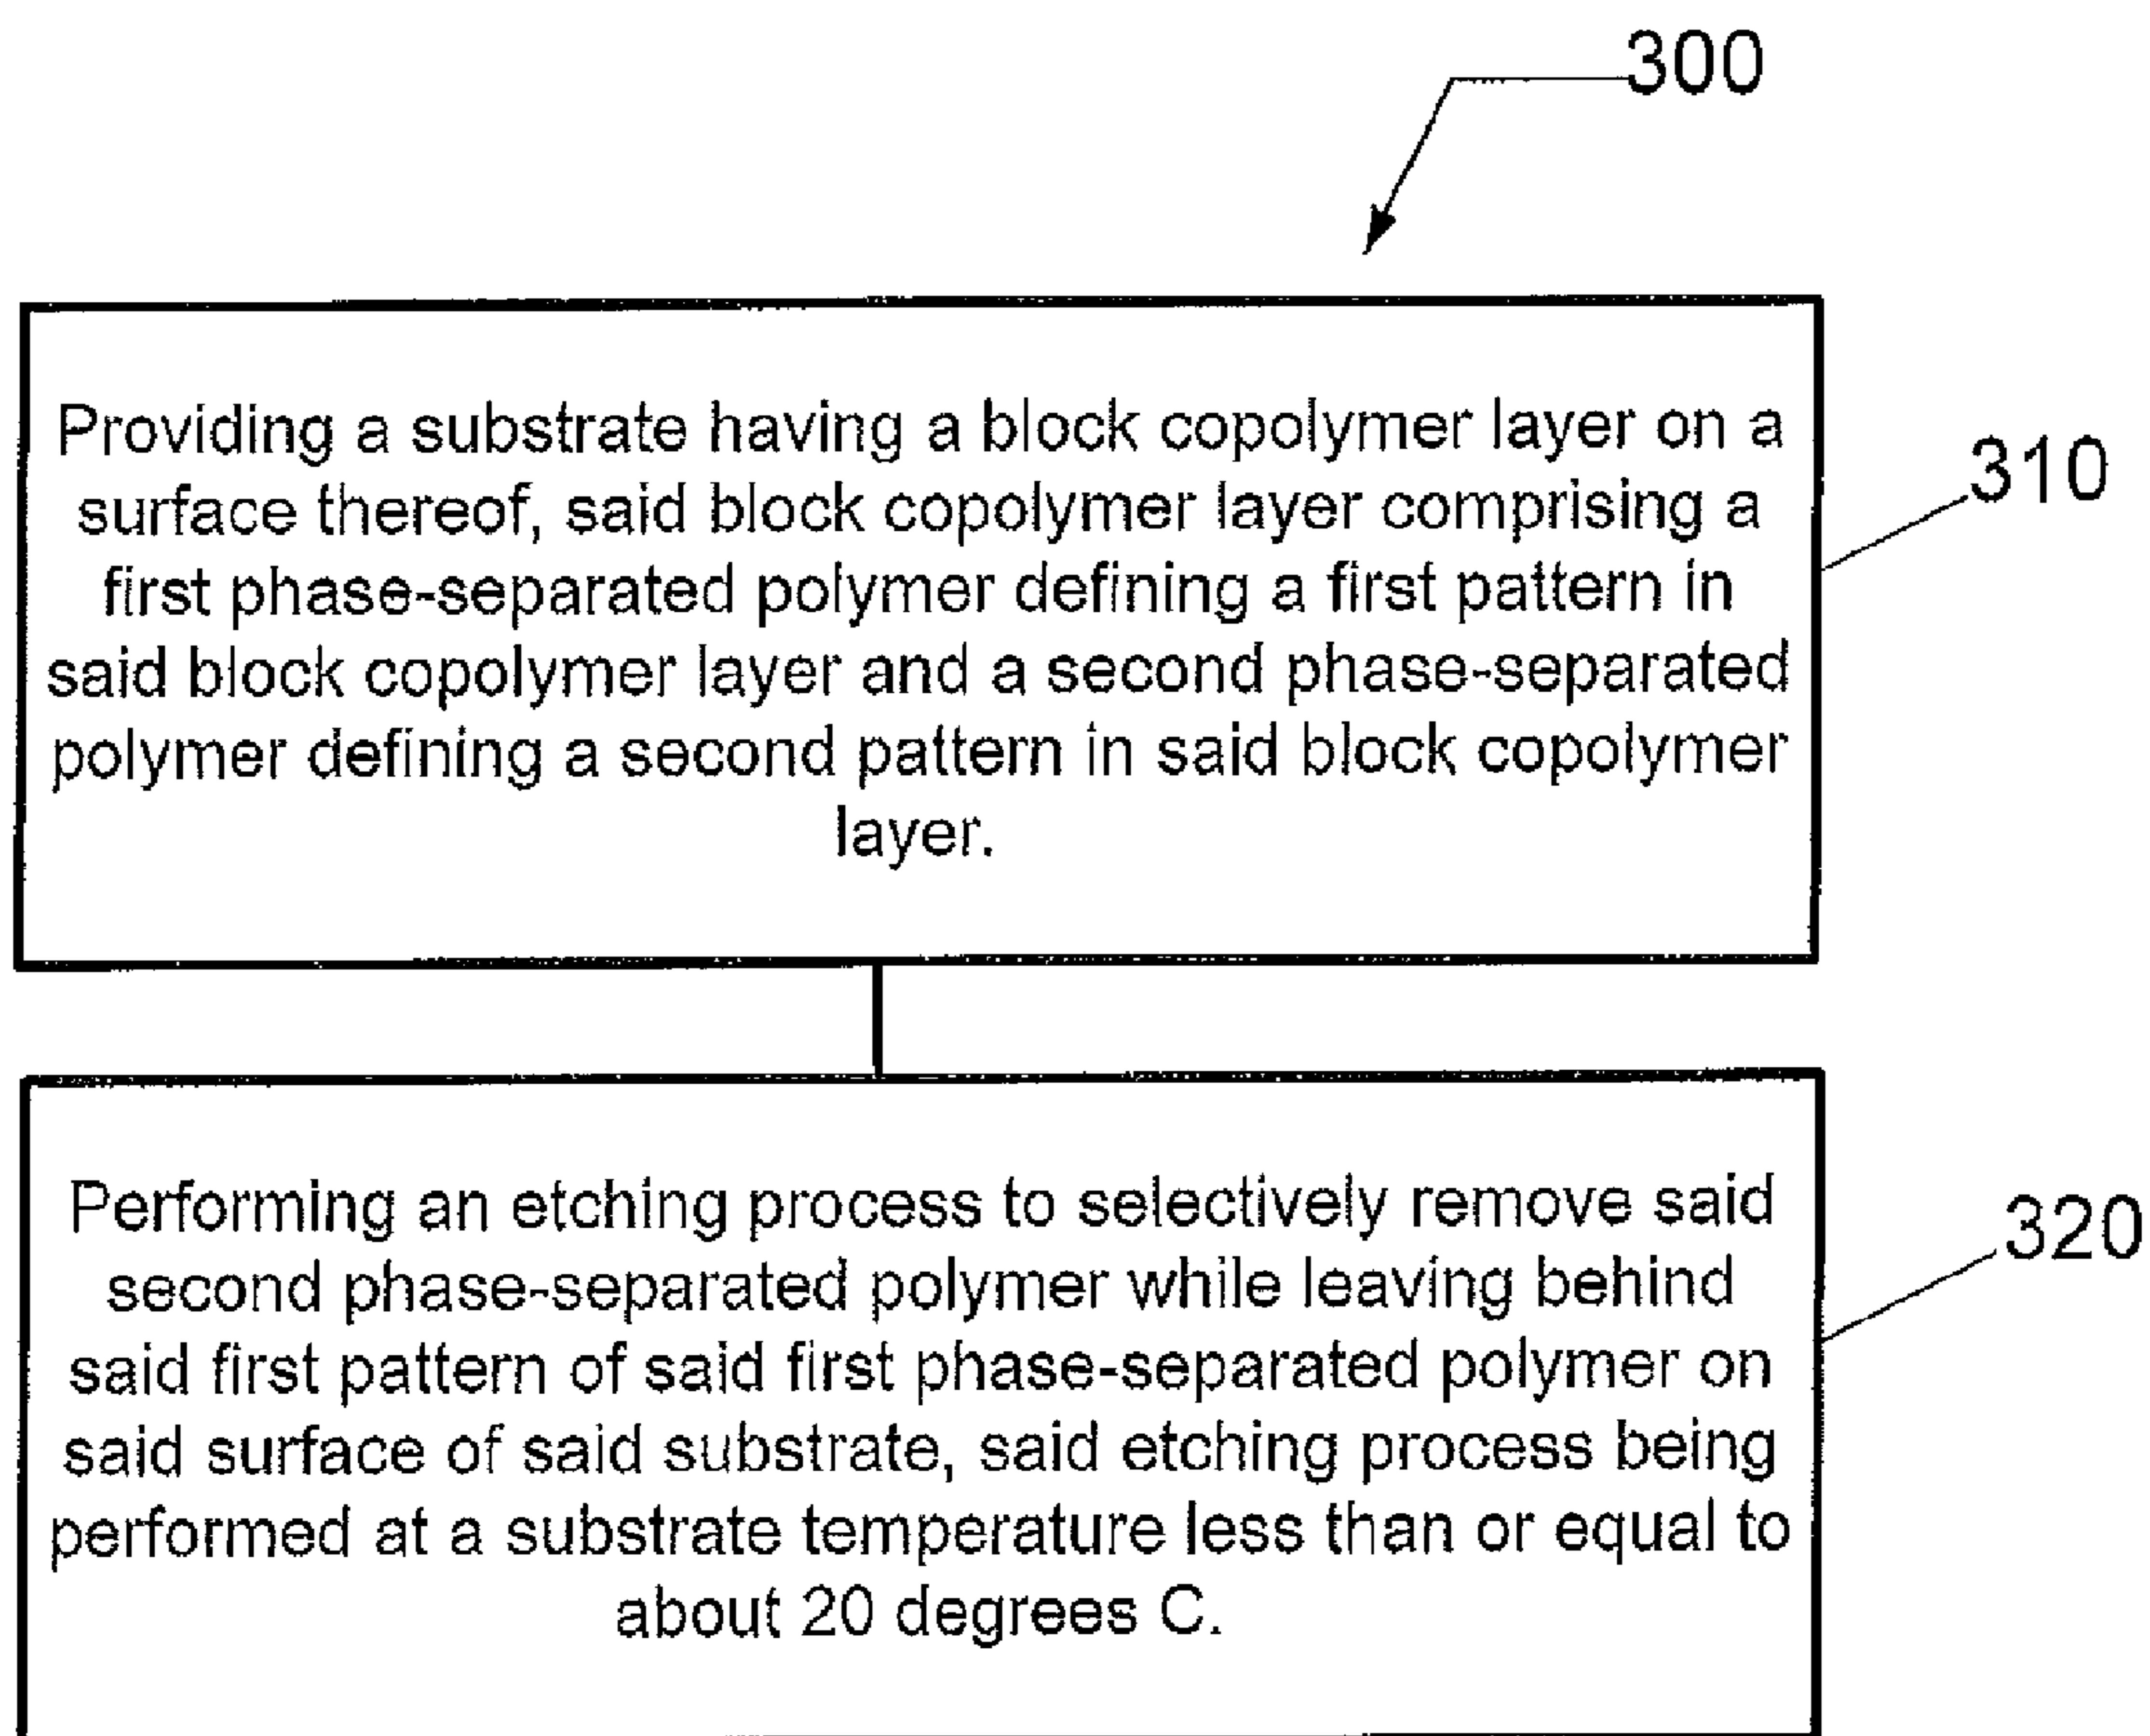 300
Providing a substrate having a block copolymer layer on a
surface thereof, said block copolymer layer comprising a
first phase-separated polymer defining a first pattern in
said block copolymer layer and a second phase-separated
polymer defining a second pattern in said block copolymer
layer.
310
Performing an etching process to selectively remove said
second phase-separated polymer while leaving behind
said first pattern of said first phase-separated polymer on
said surface of said substrate, said etching process being
performed at a substrate temperature less than or equal to
about 20 degrees C.
320